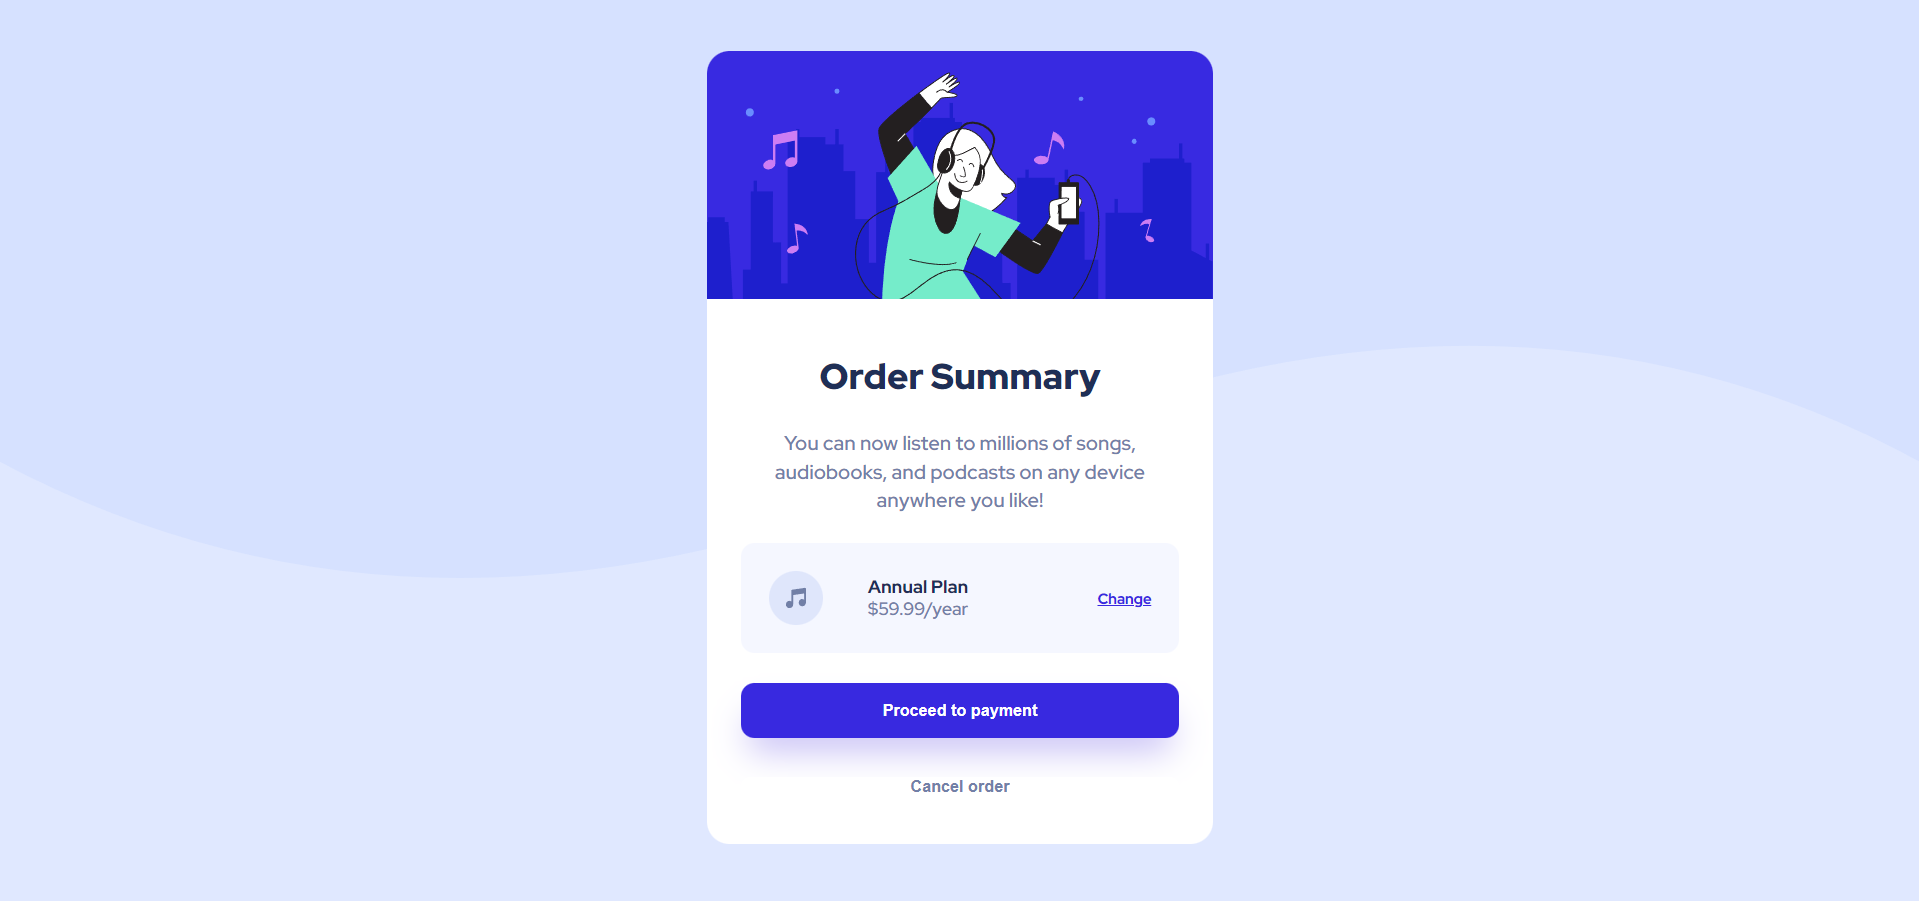 Order Summary
You can now listen to millions of songs,
audiobooks, and podcasts on any device
anywhere you like!
Annual Plan
$59.99/year
Change
Proceed to payment
Cancel order